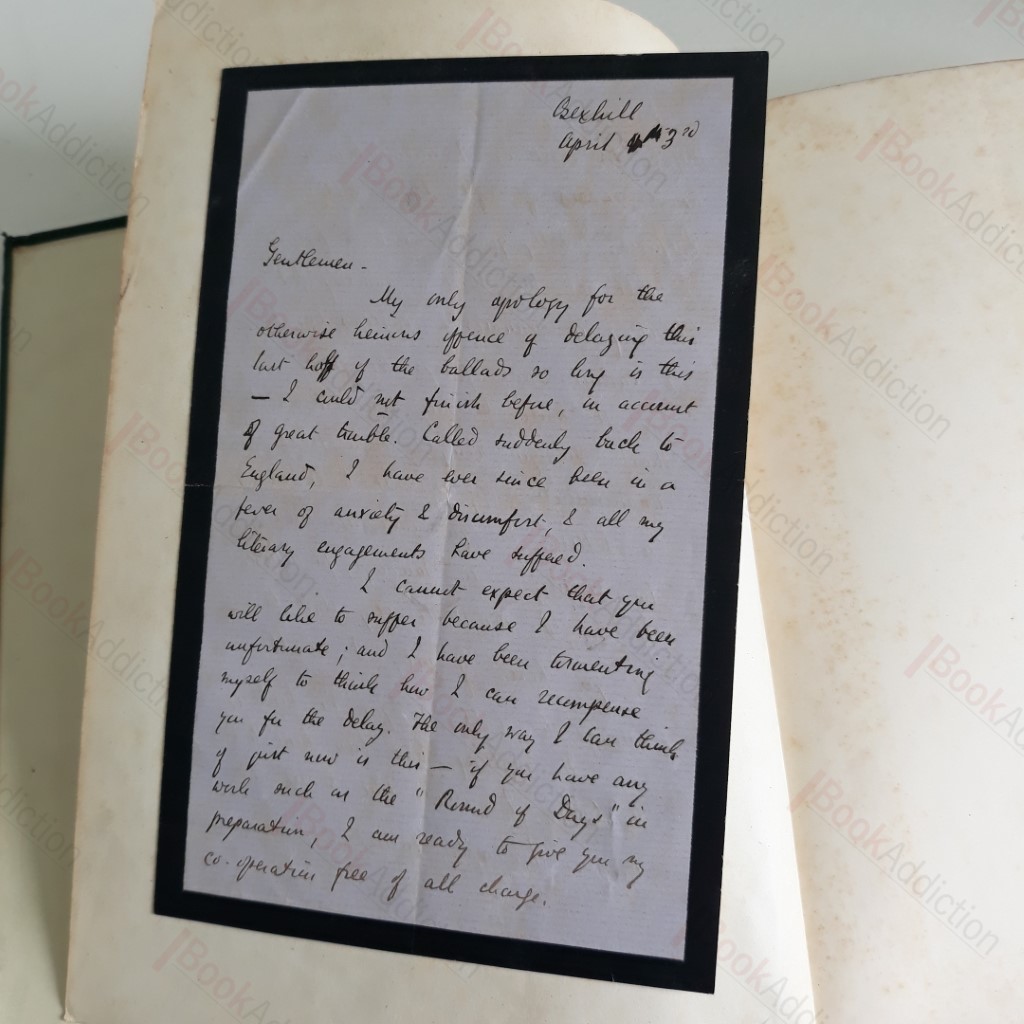 Bexhill
April 3rd
Gentlemen -
My only apology for the
otherwise heinous offence of delaying this
last half of the ballads so long is this
— I could not finish before, on account
of great trouble. Called suddenly back to
England, I have ever since been in a
fever of anxiety & discomfort, & all my
literary engagements have suffered.
I cannot expect that you
will like to suffer because I have been
unfortunate; and I have been tormenting
myself to think how I can recompense
you for the delay. The only way I can think
of just now is this — if you have any
work such as the "Round of Days" in
preparation, I am ready to give you my
co-operation free of all charge.
BookAddiction